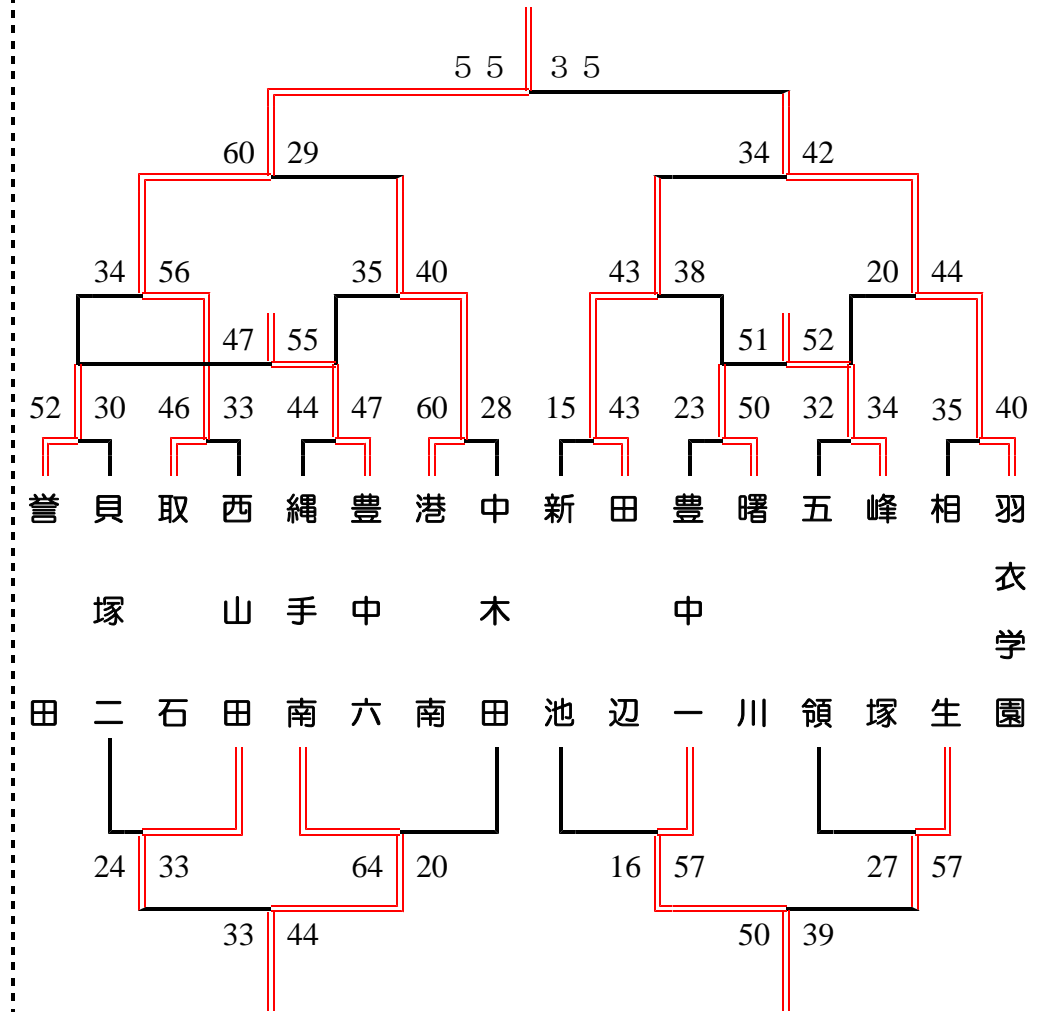 ５５ ３５
60 29 34 42
34 56 35 40 43 38 20 44
47 55 51 52
52 30 46 33 44 47 60 28 15 43 23 50 32 34 35 40
誉田
貝塚二
取石
西山田
縄手南
豊中六
港南
中木田
新池
田辺
豊中一
曙川
五領
峰塚
相生
羽衣学園
24 33 64 20 16 57 27 57
33 44 50 39